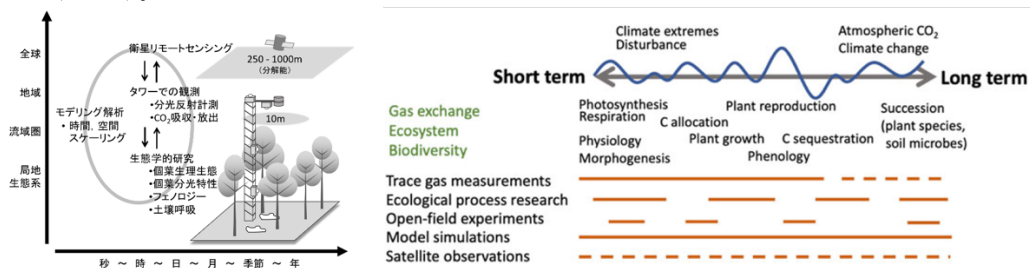 全球
地域
流域圏
局地
生態系
衛星リモートセンシング
タワーでの観測
・分光反射計測
・CO₂吸収・放出
モデリング解析
・時間, 空間
スケーリング
生態学的研究
・個葉生理生態
・個葉分光特性
・フェノロジー
・土壌呼吸
250 - 1000m
(分解能)
10m
秒 ～ 時 ～ 日 ～ 月 ～ 季節 ～ 年
Climate extremes
Disturbance
Atmospheric CO₂
Climate change
Short term
Long term
Gas exchange
Ecosystem
Biodiversity
Photosynthesis
Respiration
Physiology
Morphogenesis
C allocation
Plant growth
Plant reproduction
C sequestration
Phenology
Succession
(plant species,
soil microbes)
Trace gas measurements
Ecological process research
Open-field experiments
Model simulations
Satellite observations